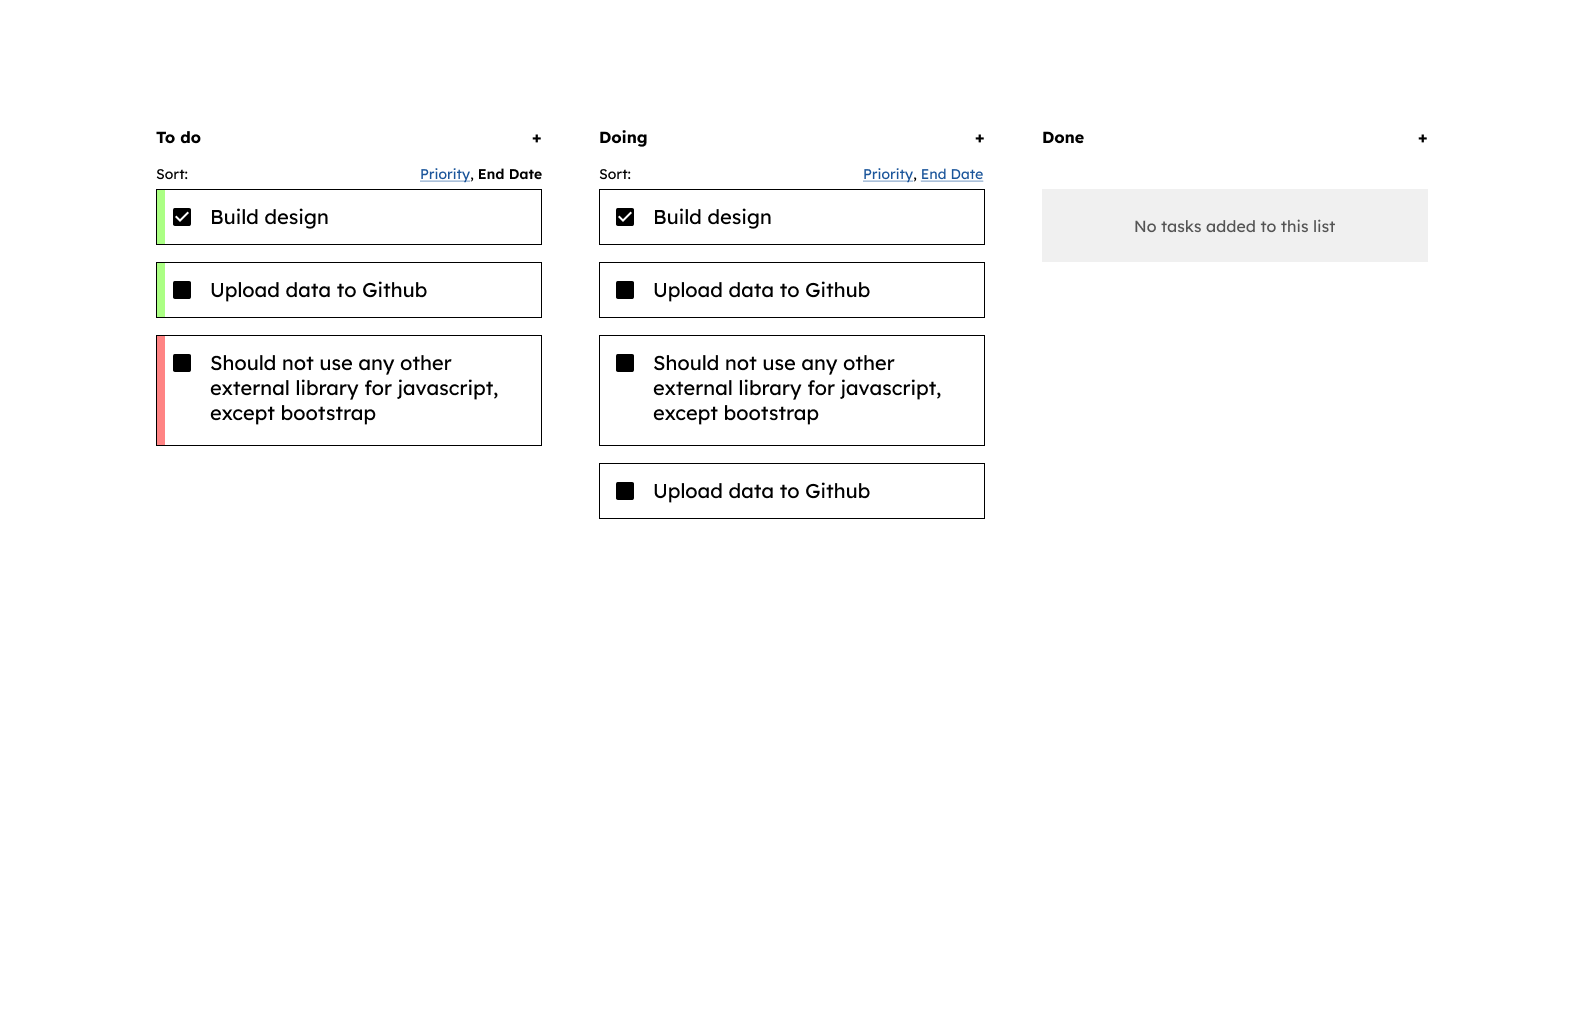 To do +
Sort: Priority, End Date
Build design
Upload data to Github
Should not use any other
external library for javascript,
except bootstrap
Doing +
Sort: Priority, End Date
Build design
Upload data to Github
Should not use any other
external library for javascript,
except bootstrap
Upload data to Github
Done +
No tasks added to this list